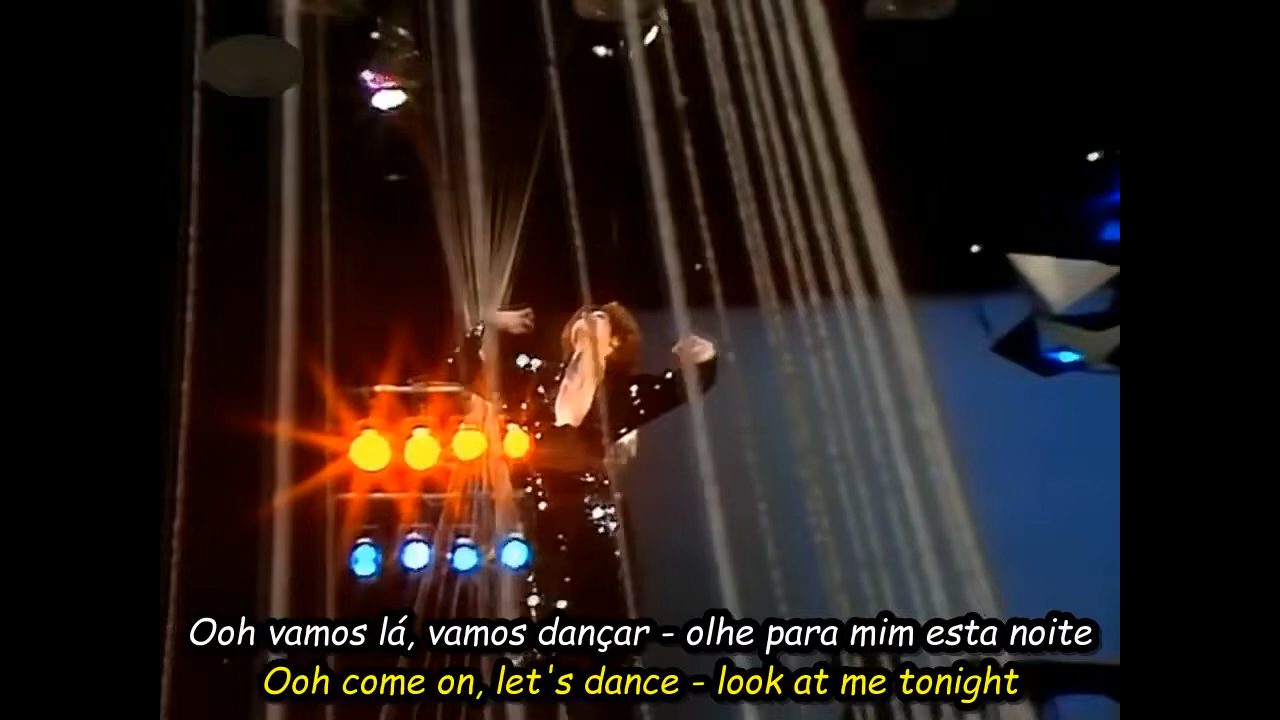 Ooh vamos lá, vamos dançar - olhe para mim esta noite
Ooh come on, let's dance - look at me tonight